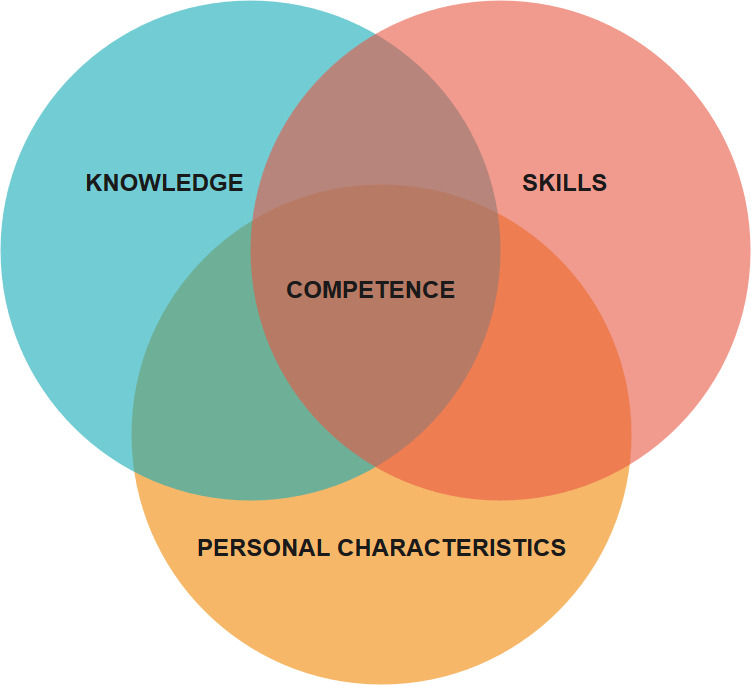 KNOWLEDGE
SKILLS
COMPETENCE
PERSONAL CHARACTERISTICS